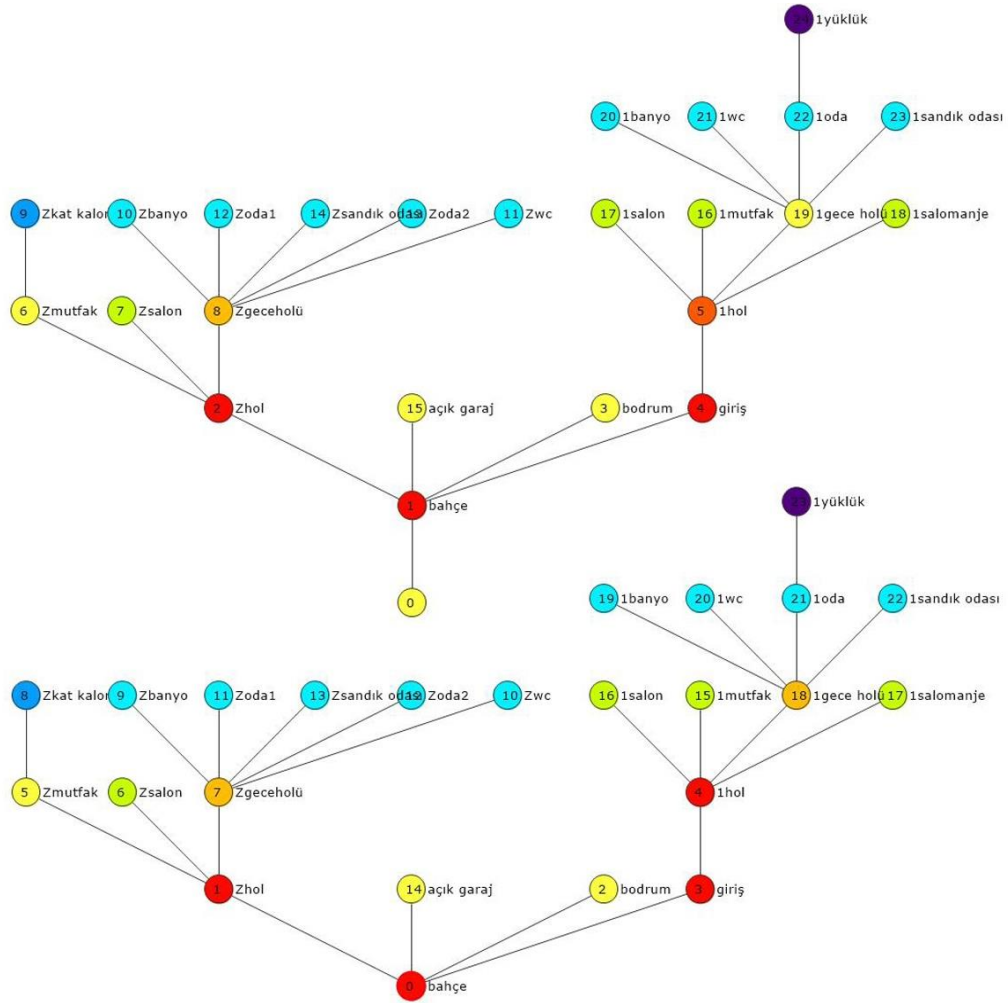 24 1yüklük
20 1banyo 21 1wc 22 1oda 23 1sandık odası
9 Zkat kalor 10 Zbanyo 12 Zoda1 14 Zsandık odası 13 Zoda2 11 Zwc 17 1salon 16 1mutfak 19 1gece holü 18 1salomanje
6 Zmutfak 7 Zsalon 8 Zgeceholü 5 1hol
2 Zhol 15 açık garaj 3 bodrum 4 giriş
1 bahçe
0
23 1yüklük
19 1banyo 20 1wc 21 1oda 22 1sandık odası
8 Zkat kalor 9 Zbanyo 11 Zoda1 13 Zsandık odası 12 Zoda2 10 Zwc 16 1salon 15 1mutfak 18 1gece holü 17 1salomanje
5 Zmutfak 6 Zsalon 7 Zgeceholü 4 1hol
1 Zhol 14 açık garaj 2 bodrum 3 giriş
0 bahçe